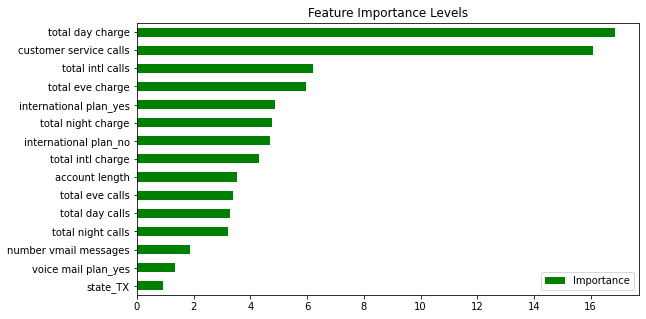 Feature Importance Levels
total day charge
customer service calls
total intl calls
total eve charge
international plan_yes
total night charge
international plan_no
total intl charge
account length
total eve calls
total day calls
total night calls
number vmail messages
voice mail plan_yes
state_TX
Importance
0 2 4 6 8 10 12 14 16